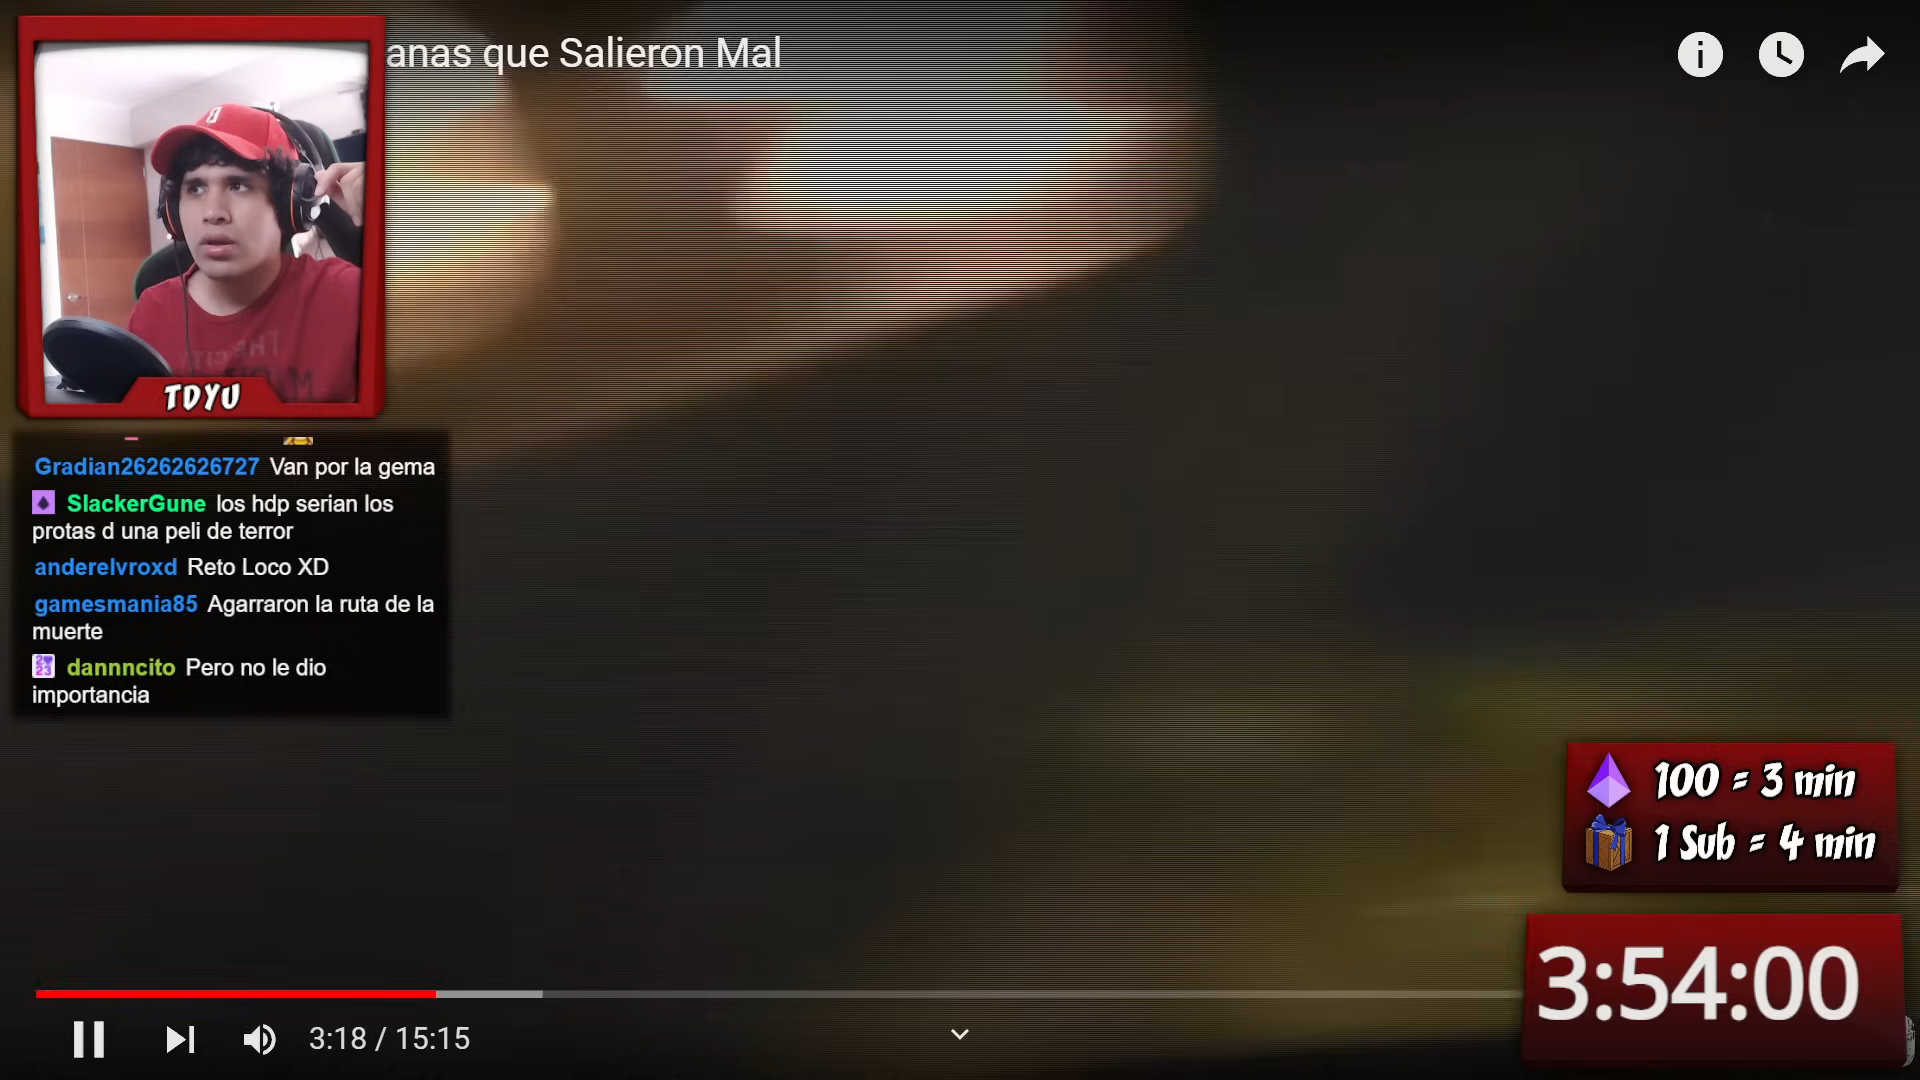 anas que Salieron Mal
TDYU
Gradian26262626727 Van por la gema
SlackerGune los hdp serian los
protas d una peli de terror
anderelvroxd Reto Loco XD
gamesmania85 Agarraron la ruta de la
muerte
dannncito Pero no le dio
importancia
100 = 3 min
1 Sub = 4 min
3:54:00
3:18 / 15:15